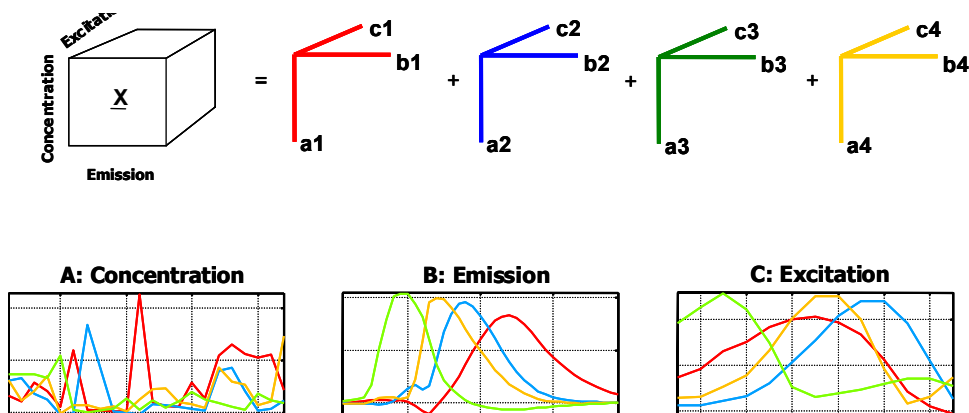 Concentration
X
Emission
=
a1
b1
c1
+
a2
b2
c2
+
a3
b3
c3
+
a4
b4
c4
A: Concentration
B: Emission
C: Excitation